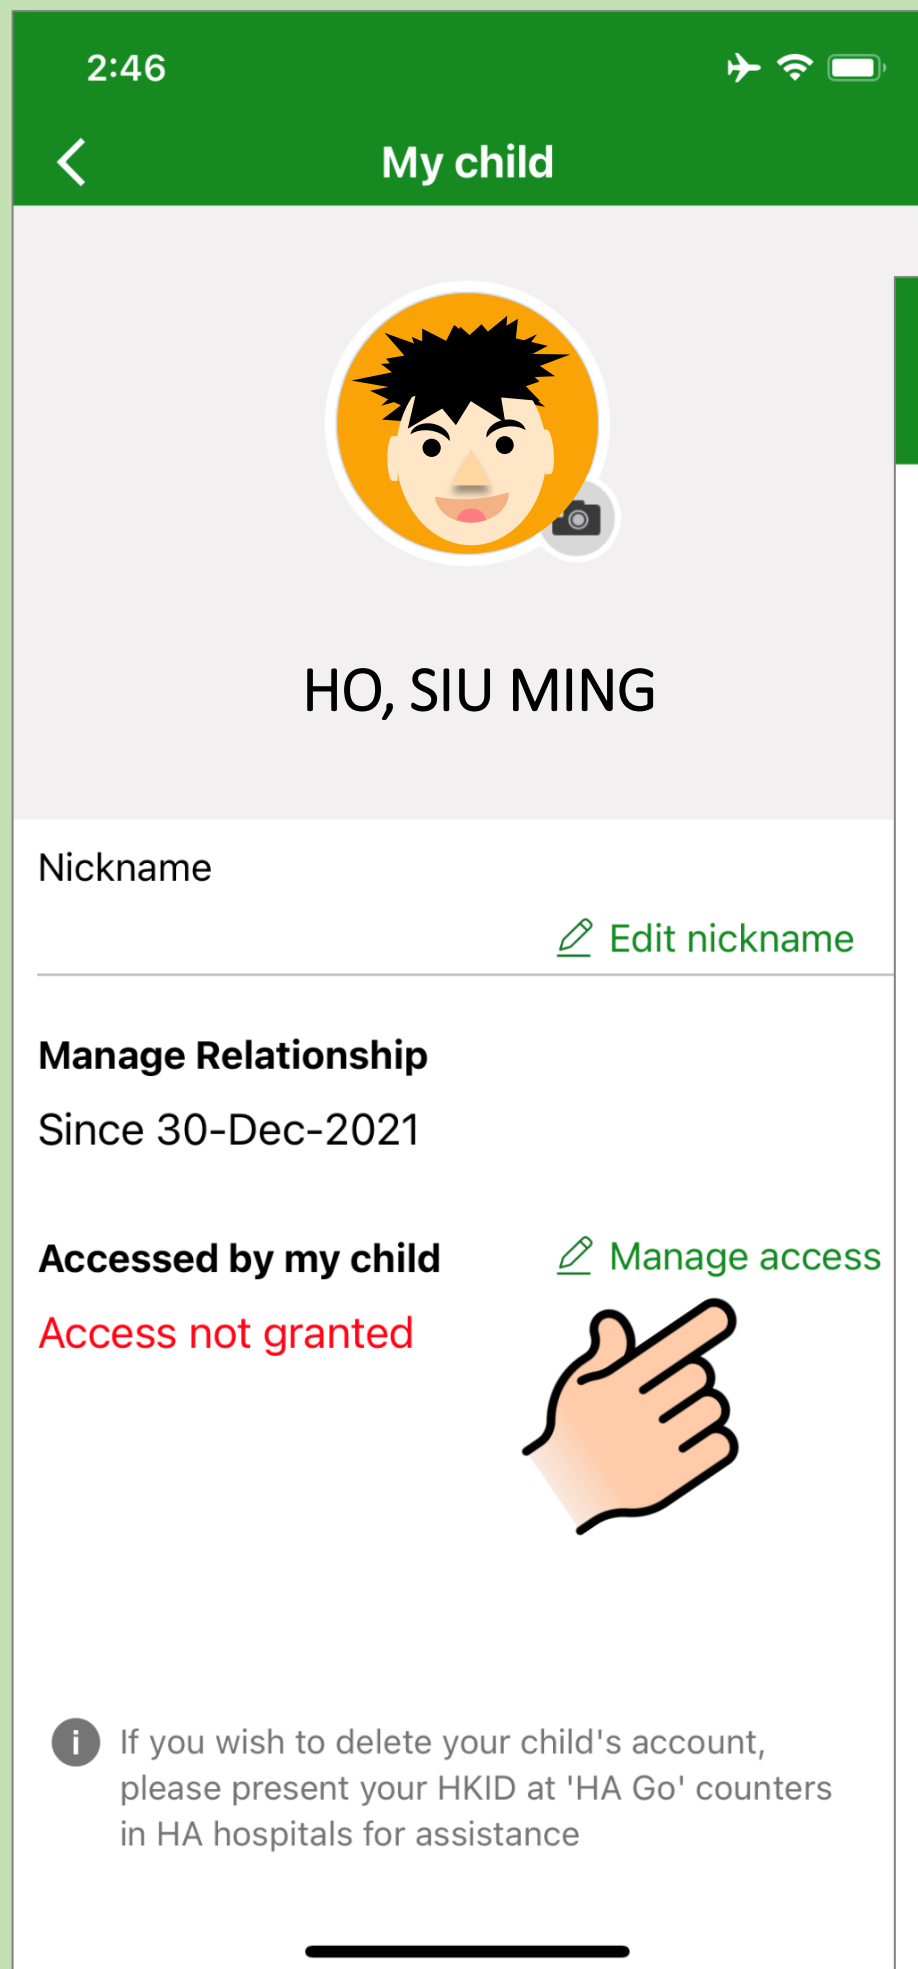 2:46
My child
HO, SIU MING
Nickname
Edit nickname
Manage Relationship
Since 30-Dec-2021
Accessed by my child
Manage access
Access not granted
If you wish to delete your child's account,
please present your HKID at 'HA Go' counters
in HA hospitals for assistance